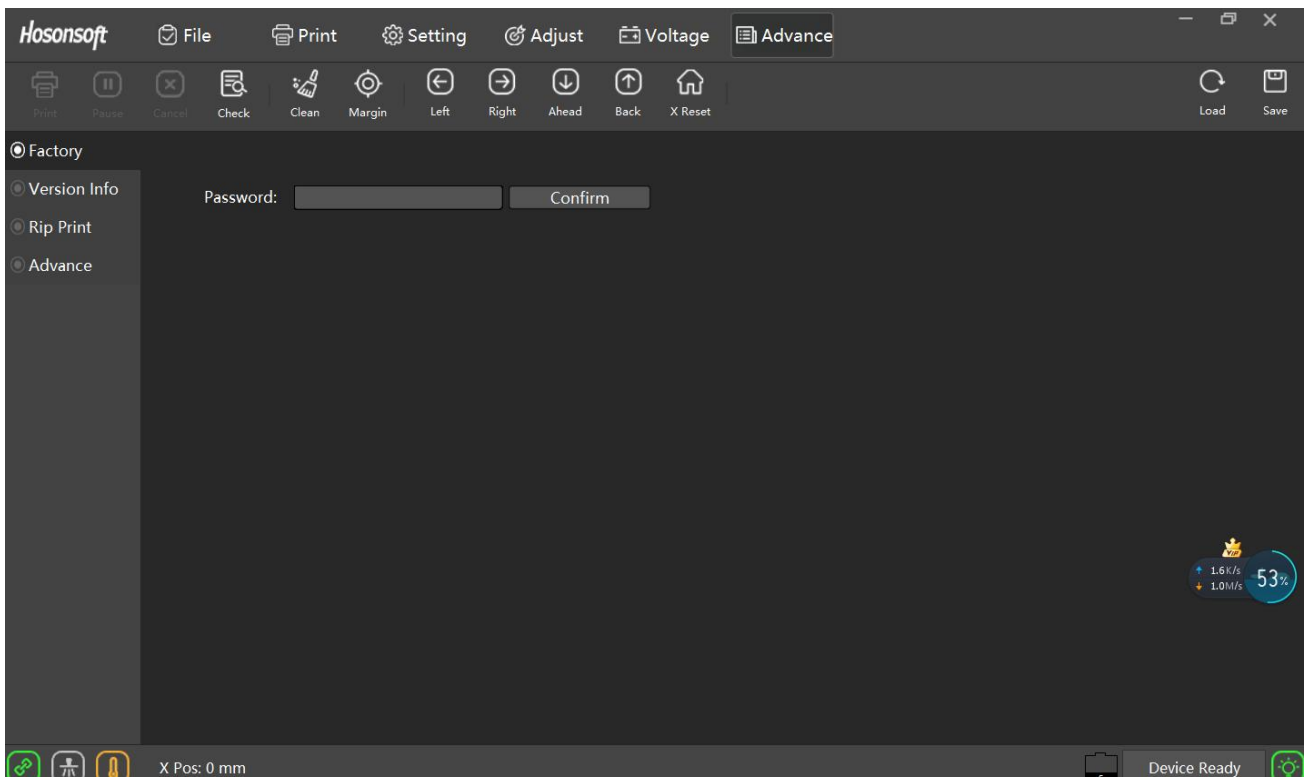 Hosonsoft File Print Setting Adjust Voltage Advance
Print Pause Cancel Check Clean Margin Left Right Ahead Back X Reset Load Save
Factory
Version Info
Password: Confirm
Rip Print
Advance
VIP
1.6K/s
53%
1.0M/s
X Pos: 0 mm Device Ready